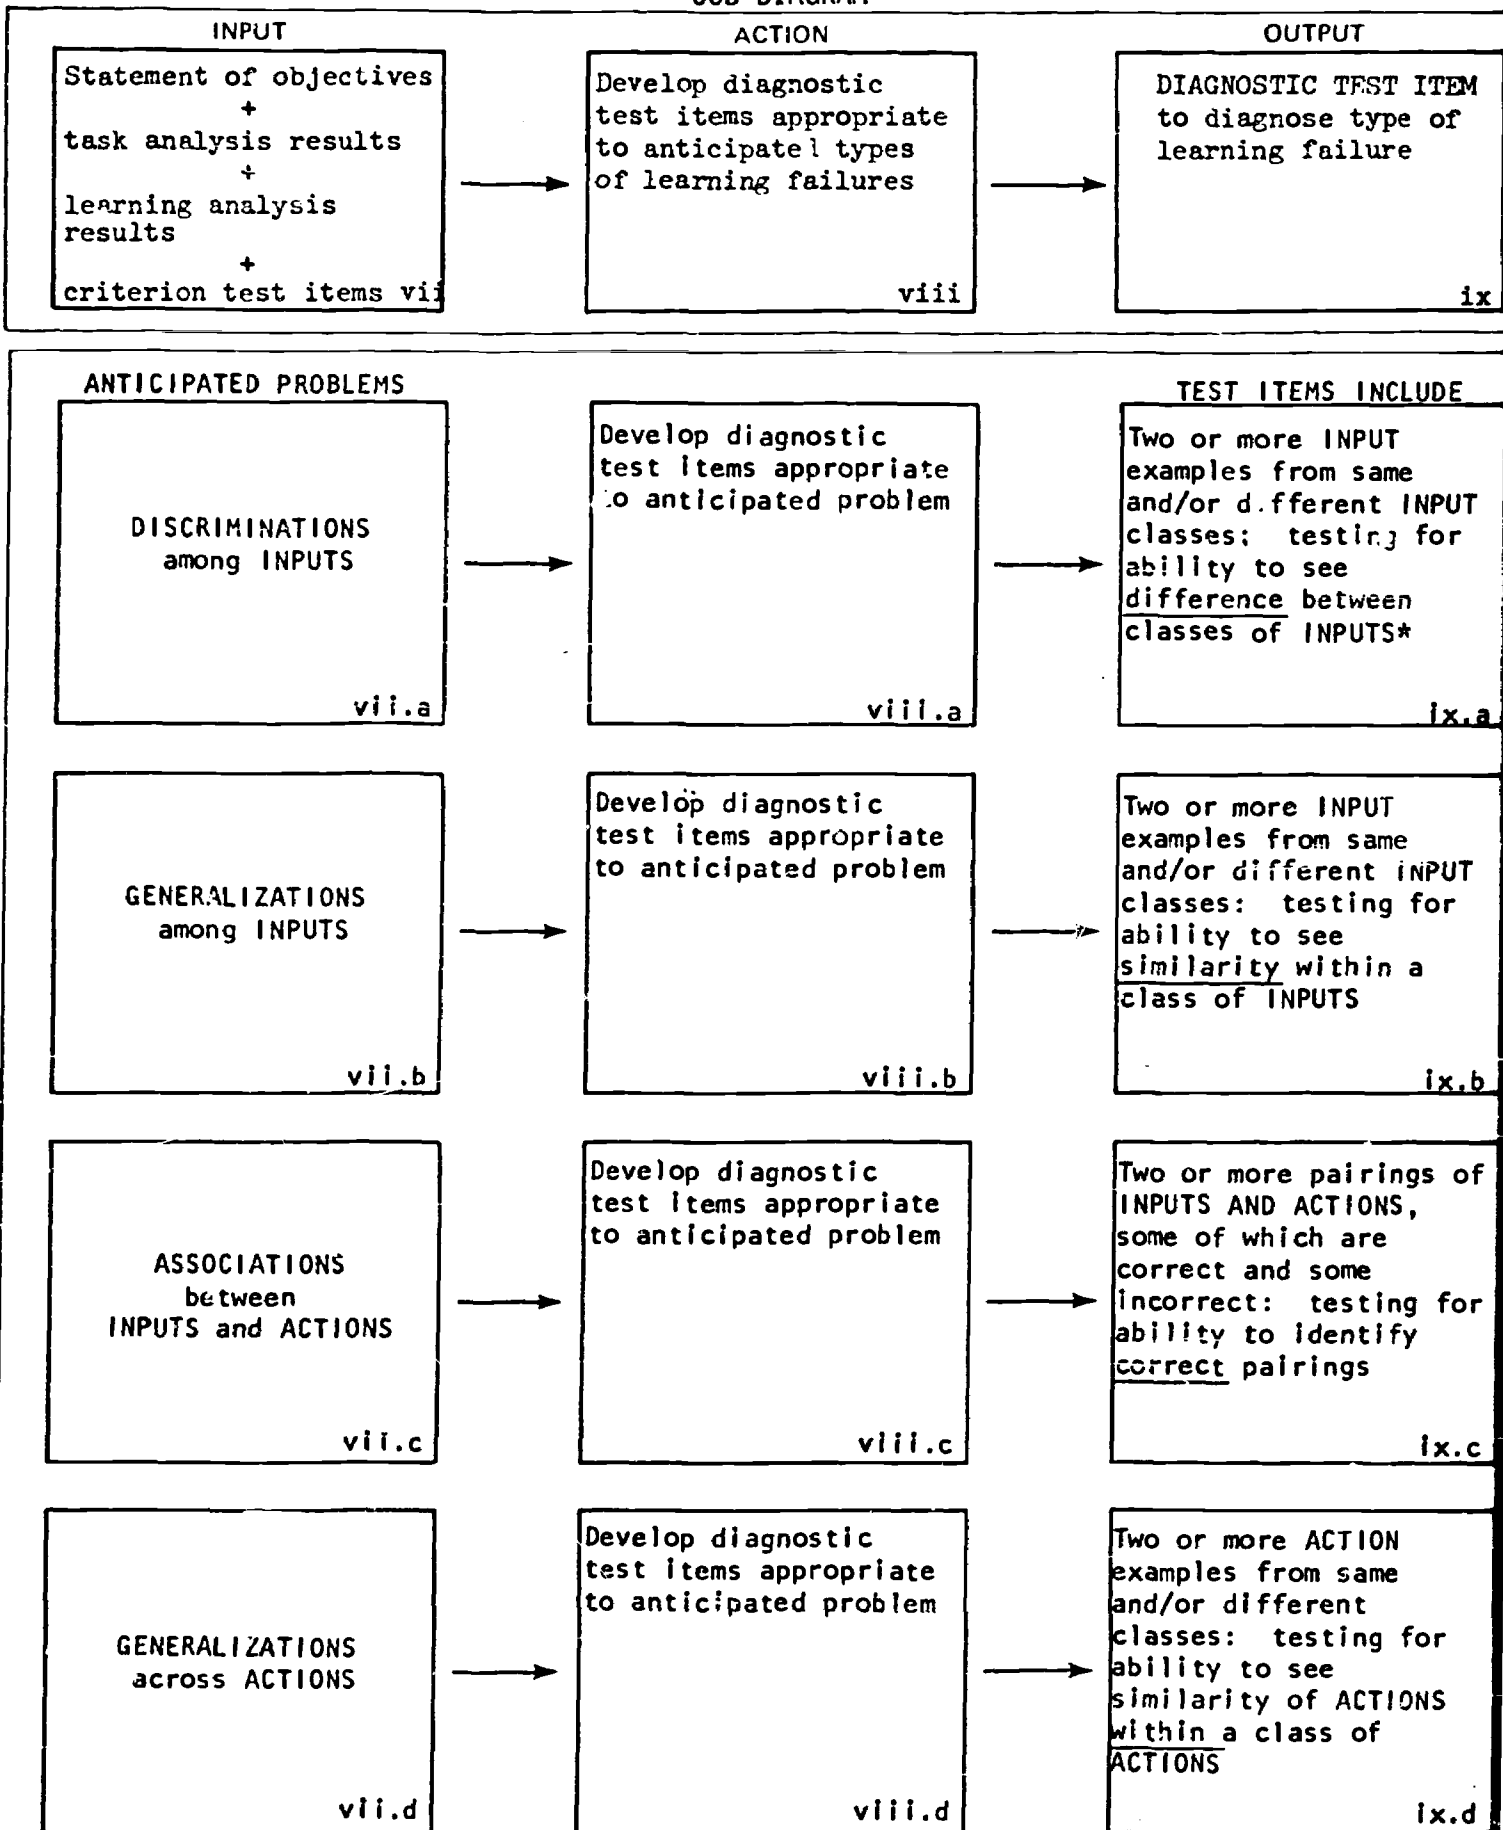 INPUT
ACTION
OUTPUT
Statement of objectives
+
task analysis results
+
learning analysis
results
+
criterion test items vii
Develop diagnostic
test items appropriate
to anticipated types
of learning failures
viii
DIAGNOSTIC TEST ITEM
to diagnose type of
learning failure
ix
ANTICIPATED PROBLEMS
TEST ITEMS INCLUDE
DISCRIMINATIONS
among INPUTS
vii.a
Develop diagnostic
test items appropriate
to anticipated problem
viii.a
Two or more INPUT
examples from same
and/or different INPUT
classes: testing for
ability to see
difference between
classes of INPUTS*
ix.a
GENERALIZATIONS
among INPUTS
vii.b
Develop diagnostic
test items appropriate
to anticipated problem
viii.b
Two or more INPUT
examples from same
and/or different INPUT
classes: testing for
ability to see
similarity within a
class of INPUTS
ix.b
ASSOCIATIONS
between
INPUTS and ACTIONS
vii.c
Develop diagnostic
test items appropriate
to anticipated problem
viii.c
Two or more pairings of
INPUTS AND ACTIONS,
some of which are
correct and some
incorrect: testing for
ability to identify
correct pairings
ix.c
GENERALIZATIONS
across ACTIONS
vii.d
Develop diagnostic
test items appropriate
to anticipated problem
viii.d
Two or more ACTION
examples from same
and/or different
classes: testing for
ability to see
similarity of ACTIONS
within a class of
ACTIONS
ix.d